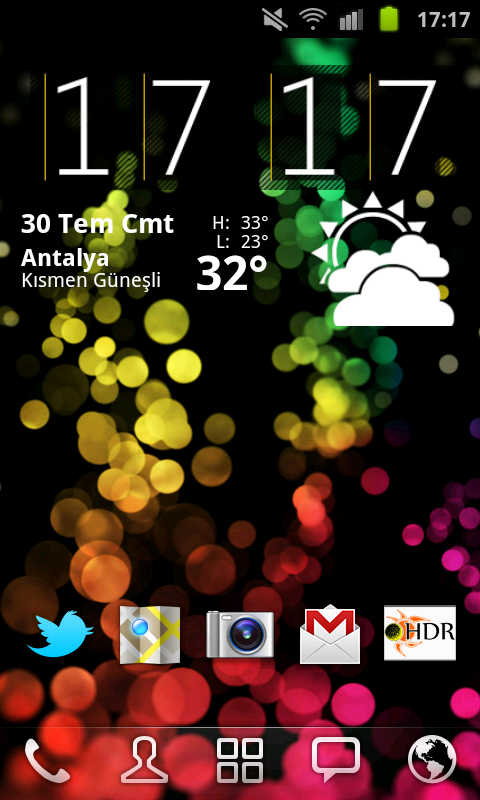 17:17
17 17
30 Tem Cmt
H: 33°
L: 23°
Antalya
32°
Kısmen Güneşli
HDR